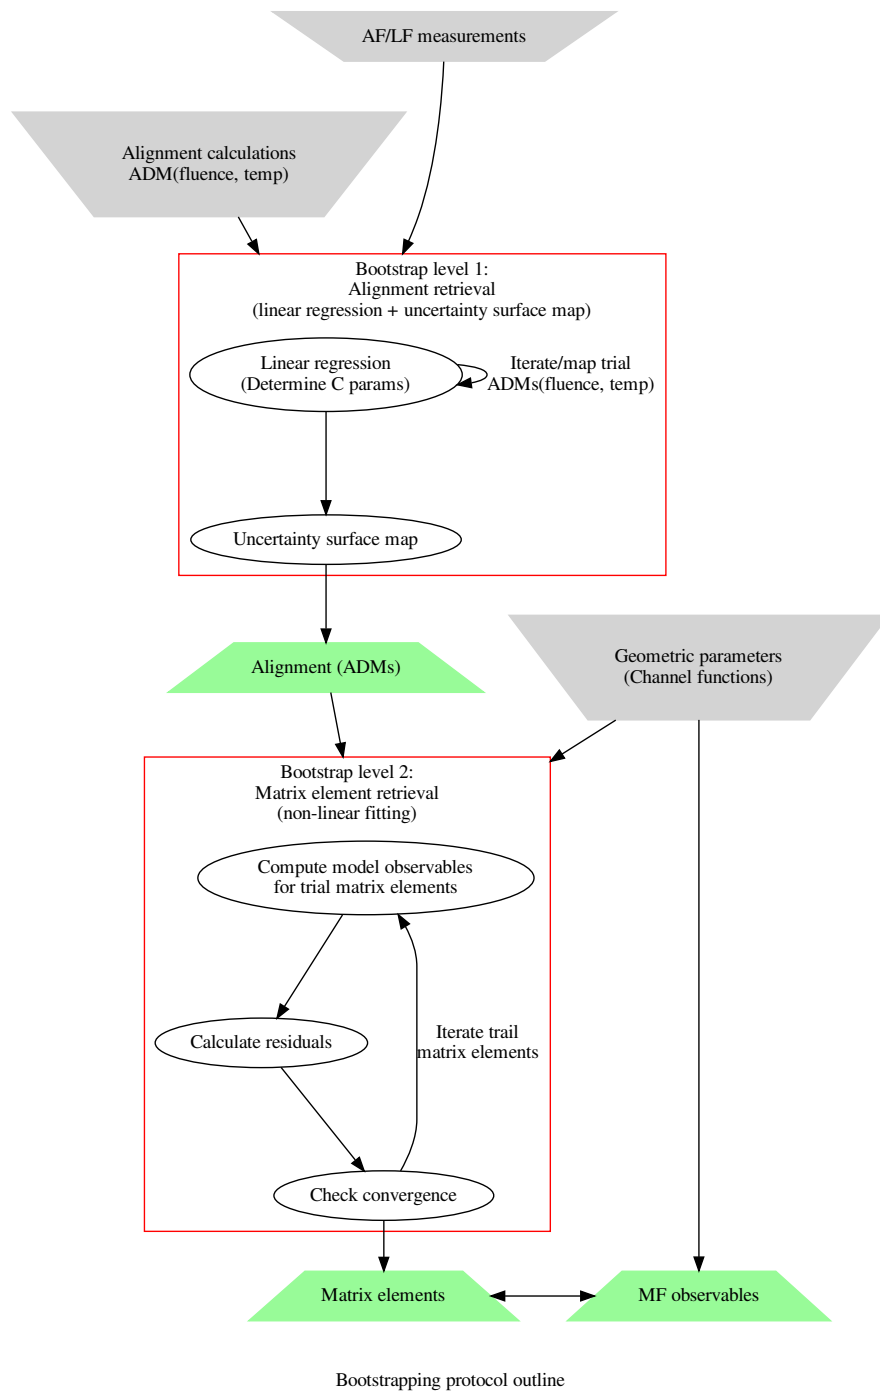 AF/LF measurements
Alignment calculations
ADM(fluence, temp)
Bootstrap level 1:
Alignment retrieval
(linear regression + uncertainty surface map)
Linear regression
(Determine C params)
Iterate/map trial
ADMs(fluence, temp)
Uncertainty surface map
Alignment (ADMs)
Geometric parameters
(Channel functions)
Bootstrap level 2:
Matrix element retrieval
(non-linear fitting)
Compute model observables
for trial matrix elements
Calculate residuals
Iterate trail
matrix elements
Check convergence
Matrix elements
MF observables
Bootstrapping protocol outline